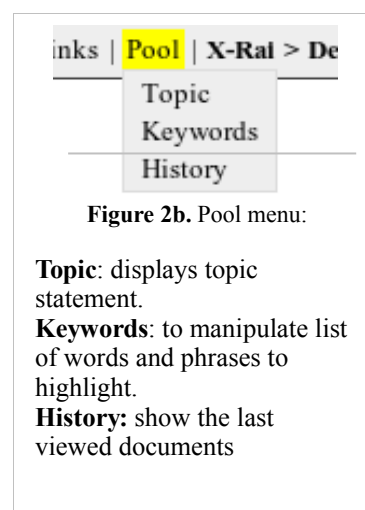 inks | Pool | X-Rai > De
Topic
Keywords
History
Figure 2b. Pool menu:
Topic: displays topic
statement.
Keywords: to manipulate list
of words and phrases to
highlight.
History: show the last
viewed documents